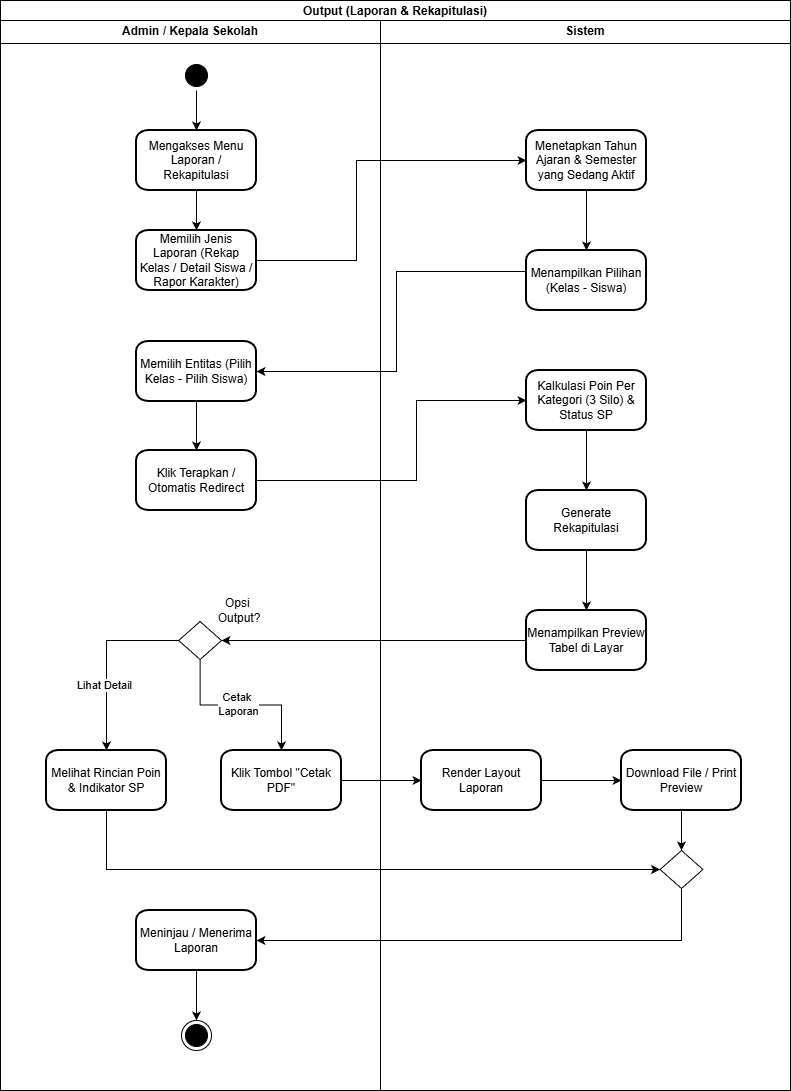 Output (Laporan & Rekapitulasi)
Admin / Kepala Sekolah
Sistem
Mengakses Menu
Laporan /
Rekapitulasi
Menetapkan Tahun
Ajaran & Semester
yang Sedang Aktif
Memilih Jenis
Laporan (Rekap
Kelas / Detail Siswa /
Rapor Karakter)
Menampilkan Pilihan
(Kelas - Siswa)
Memilih Entitas (Pilih
Kelas - Pilih Siswa)
Kalkulasi Poin Per
Kategori (3 Silo) &
Status SP
Klik Terapkan /
Otomatis Redirect
Generate
Rekapitulasi
Opsi
Output?
Menampilkan Preview
Tabel di Layar
Lihat Detail
Cetak
Laporan
Melihat Rincian Poin
& Indikator SP
Klik Tombol "Cetak
PDF"
Render Layout
Laporan
Download File / Print
Preview
Meninjau / Menerima
Laporan